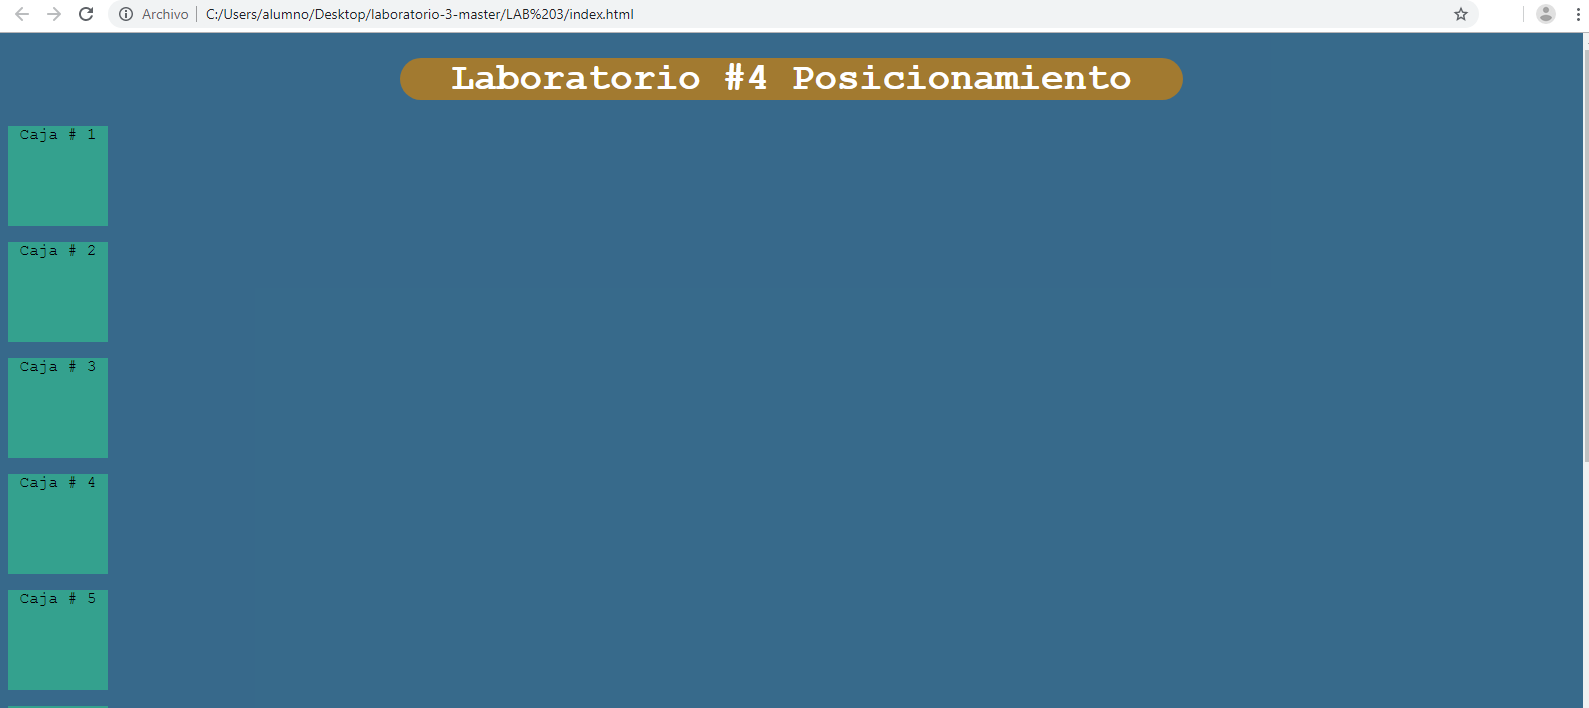 Archivo C:/Users/alumno/Desktop/laboratorio-3-master/LAB%203/index.html
Laboratorio #4 Posicionamiento
Caja # 1
Caja # 2
Caja # 3
Caja # 4
Caja # 5